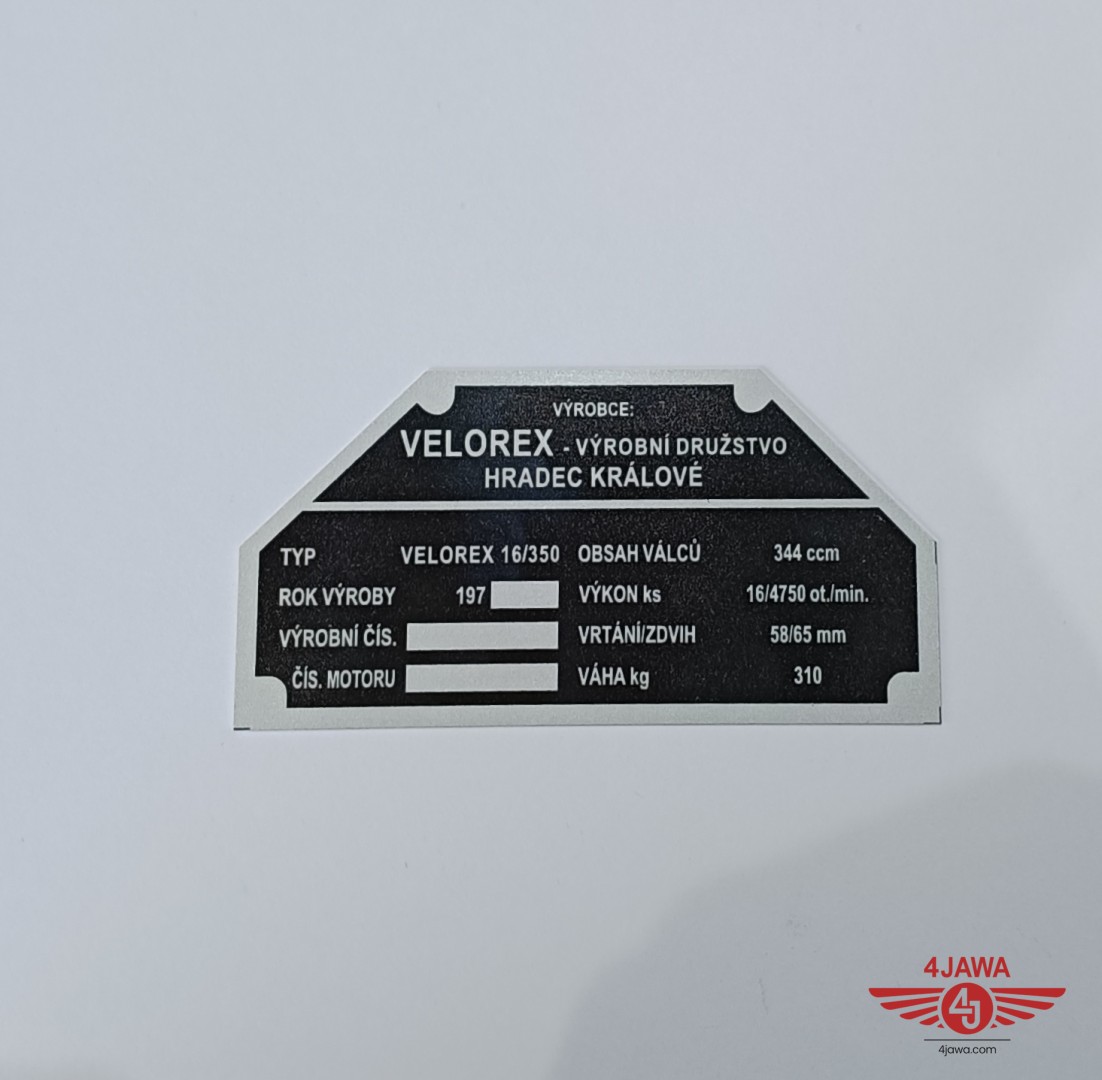 VÝROBCE:
VELOREX - VÝROBNÍ DRUŽSTVO
HRADEC KRÁLOVÉ
TYP VELOREX 16/350 OBSAH VÁLCŮ 344 ccm
ROK VÝROBY 197 VÝKON ks 16/4750 ot./min.
VÝROBNÍ ČÍS. VRTÁNÍ/ZDVIH 58/65 mm
ČÍS. MOTORU VÁHA kg 310
4JAWA
4J
4jawa.com